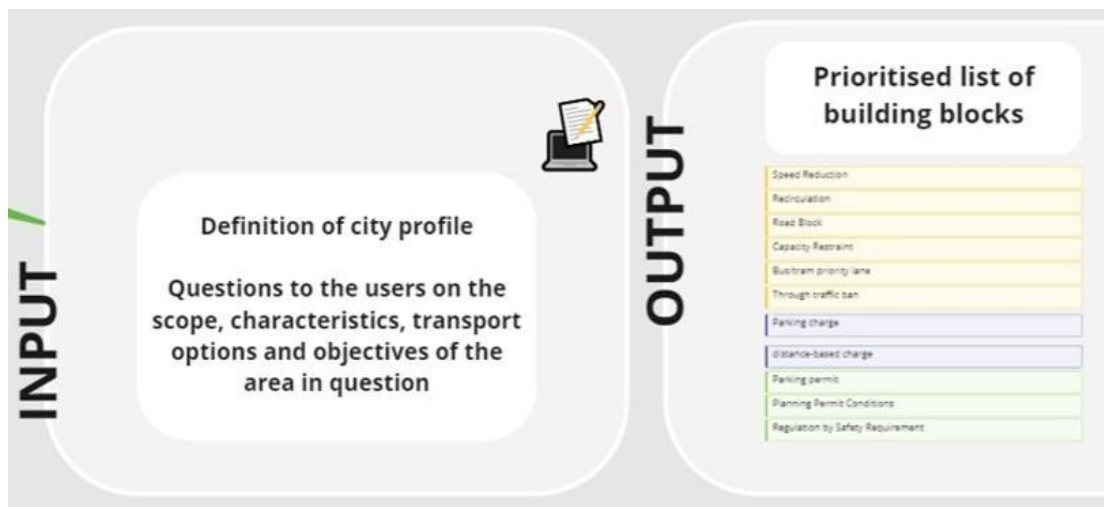 INPUT
Definition of city profile
Questions to the users on the
scope, characteristics, transport
options and objectives of the
area in question
OUTPUT
Prioritised list of
building blocks
Speed Reduction
Recirculation
Road Block
Capacity Restraint
Bus/tram priority lane
Through traffic ban
Parking charge
distance-based charge
Parking permit
Planning Permit Conditions
Regulation by Safety Requirement